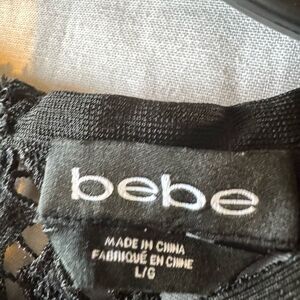 bebe
MADE IN CHINA
FABRIQUÉ EN CHINE
L/G